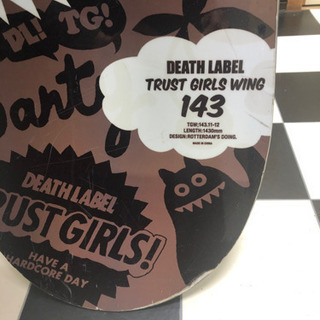 DL! TG!
DEATH LABEL
TRUST GIRLS WING
143
TGW:143.11-12
LENGTH:1430mm
DESIGN:ROTTERDAM'S DOING.
MADE IN CHINA
DEATH LABEL
TRUST GIRLS!
HAVE A
HARDCORE DAY